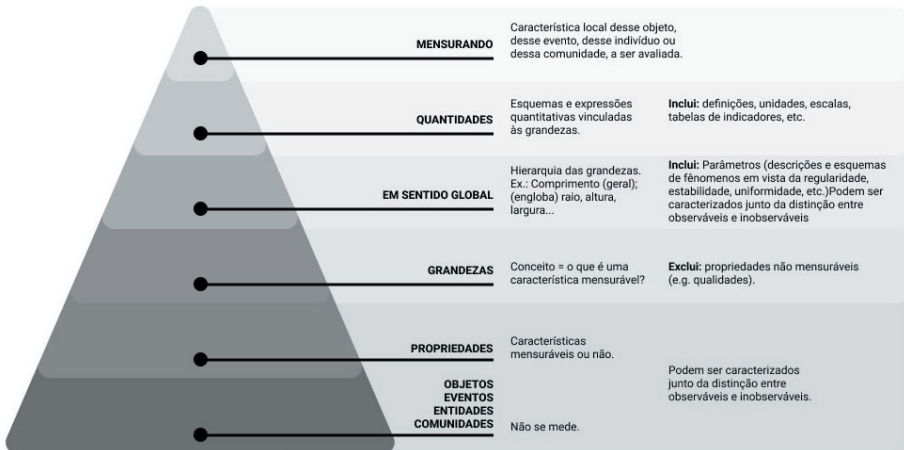 MENSURANDO
Característica local desse objeto,
desse evento, desse indivíduo ou
dessa comunidade, a ser avaliada.
QUANTIDADES
Esquemas e expressões
quantitativas vinculadas
às grandezas.
Inclui: definições, unidades, escalas,
tabelas de indicadores, etc.
EM SENTIDO GLOBAL
Hierarquia das grandezas.
Ex.: Comprimento (geral);
(engloba) raio, altura,
largura...
Inclui: Parâmetros (descrições e esquemas
de fênomenos em vista da regularidade,
estabilidade, uniformidade, etc.)Podem ser
caracterizados junto da distinção entre
observáveis e inobserváveis
GRANDEZAS
Conceito = o que é uma
característica mensurável?
Exclui: propriedades não mensuráveis
(e.g. qualidades).
PROPRIEDADES
Características
mensuráveis ou não.
Podem ser caracterizados
junto da distinção entre
observáveis e inobserváveis.
OBJETOS
EVENTOS
ENTIDADES
COMUNIDADES
Não se mede.